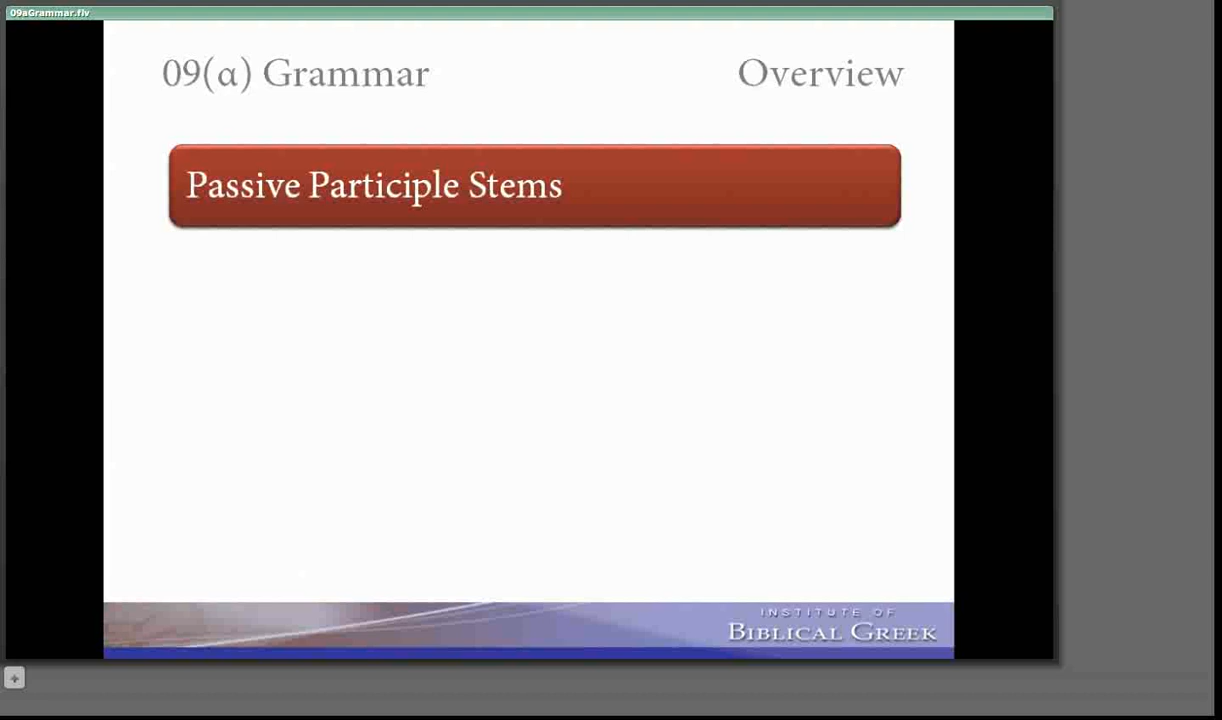 09aGrammar.flv
09(α) Grammar Overview
Passive Participle Stems
INSTITUTE OF
BIBLICAL GREEK